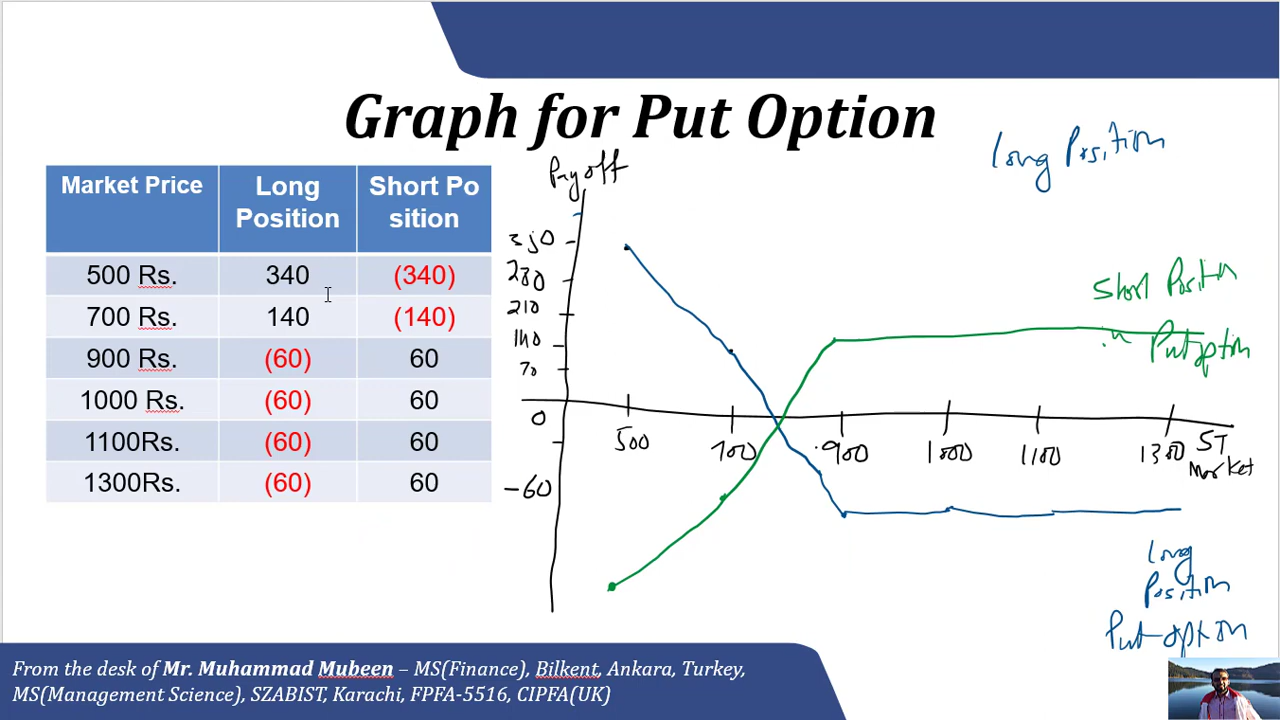 Graph for Put Option
Long Position
Payoff
Market Price Long Position Short Po sition
500 Rs. 340 (340)
700 Rs. 140 (140)
900 Rs. (60) 60
1000 Rs. (60) 60
1100Rs. (60) 60
1300Rs. (60) 60
280
210
140
70
0
-60
500 700 900 1000 1100 1300 ST
Market
Short Position
in Put option
Long
Position
Put option
From the desk of Mr. Muhammad Mubeen – MS(Finance), Bilkent, Ankara, Turkey,
MS(Management Science), SZABIST, Karachi, FPFA-5516, CIPFA(UK)